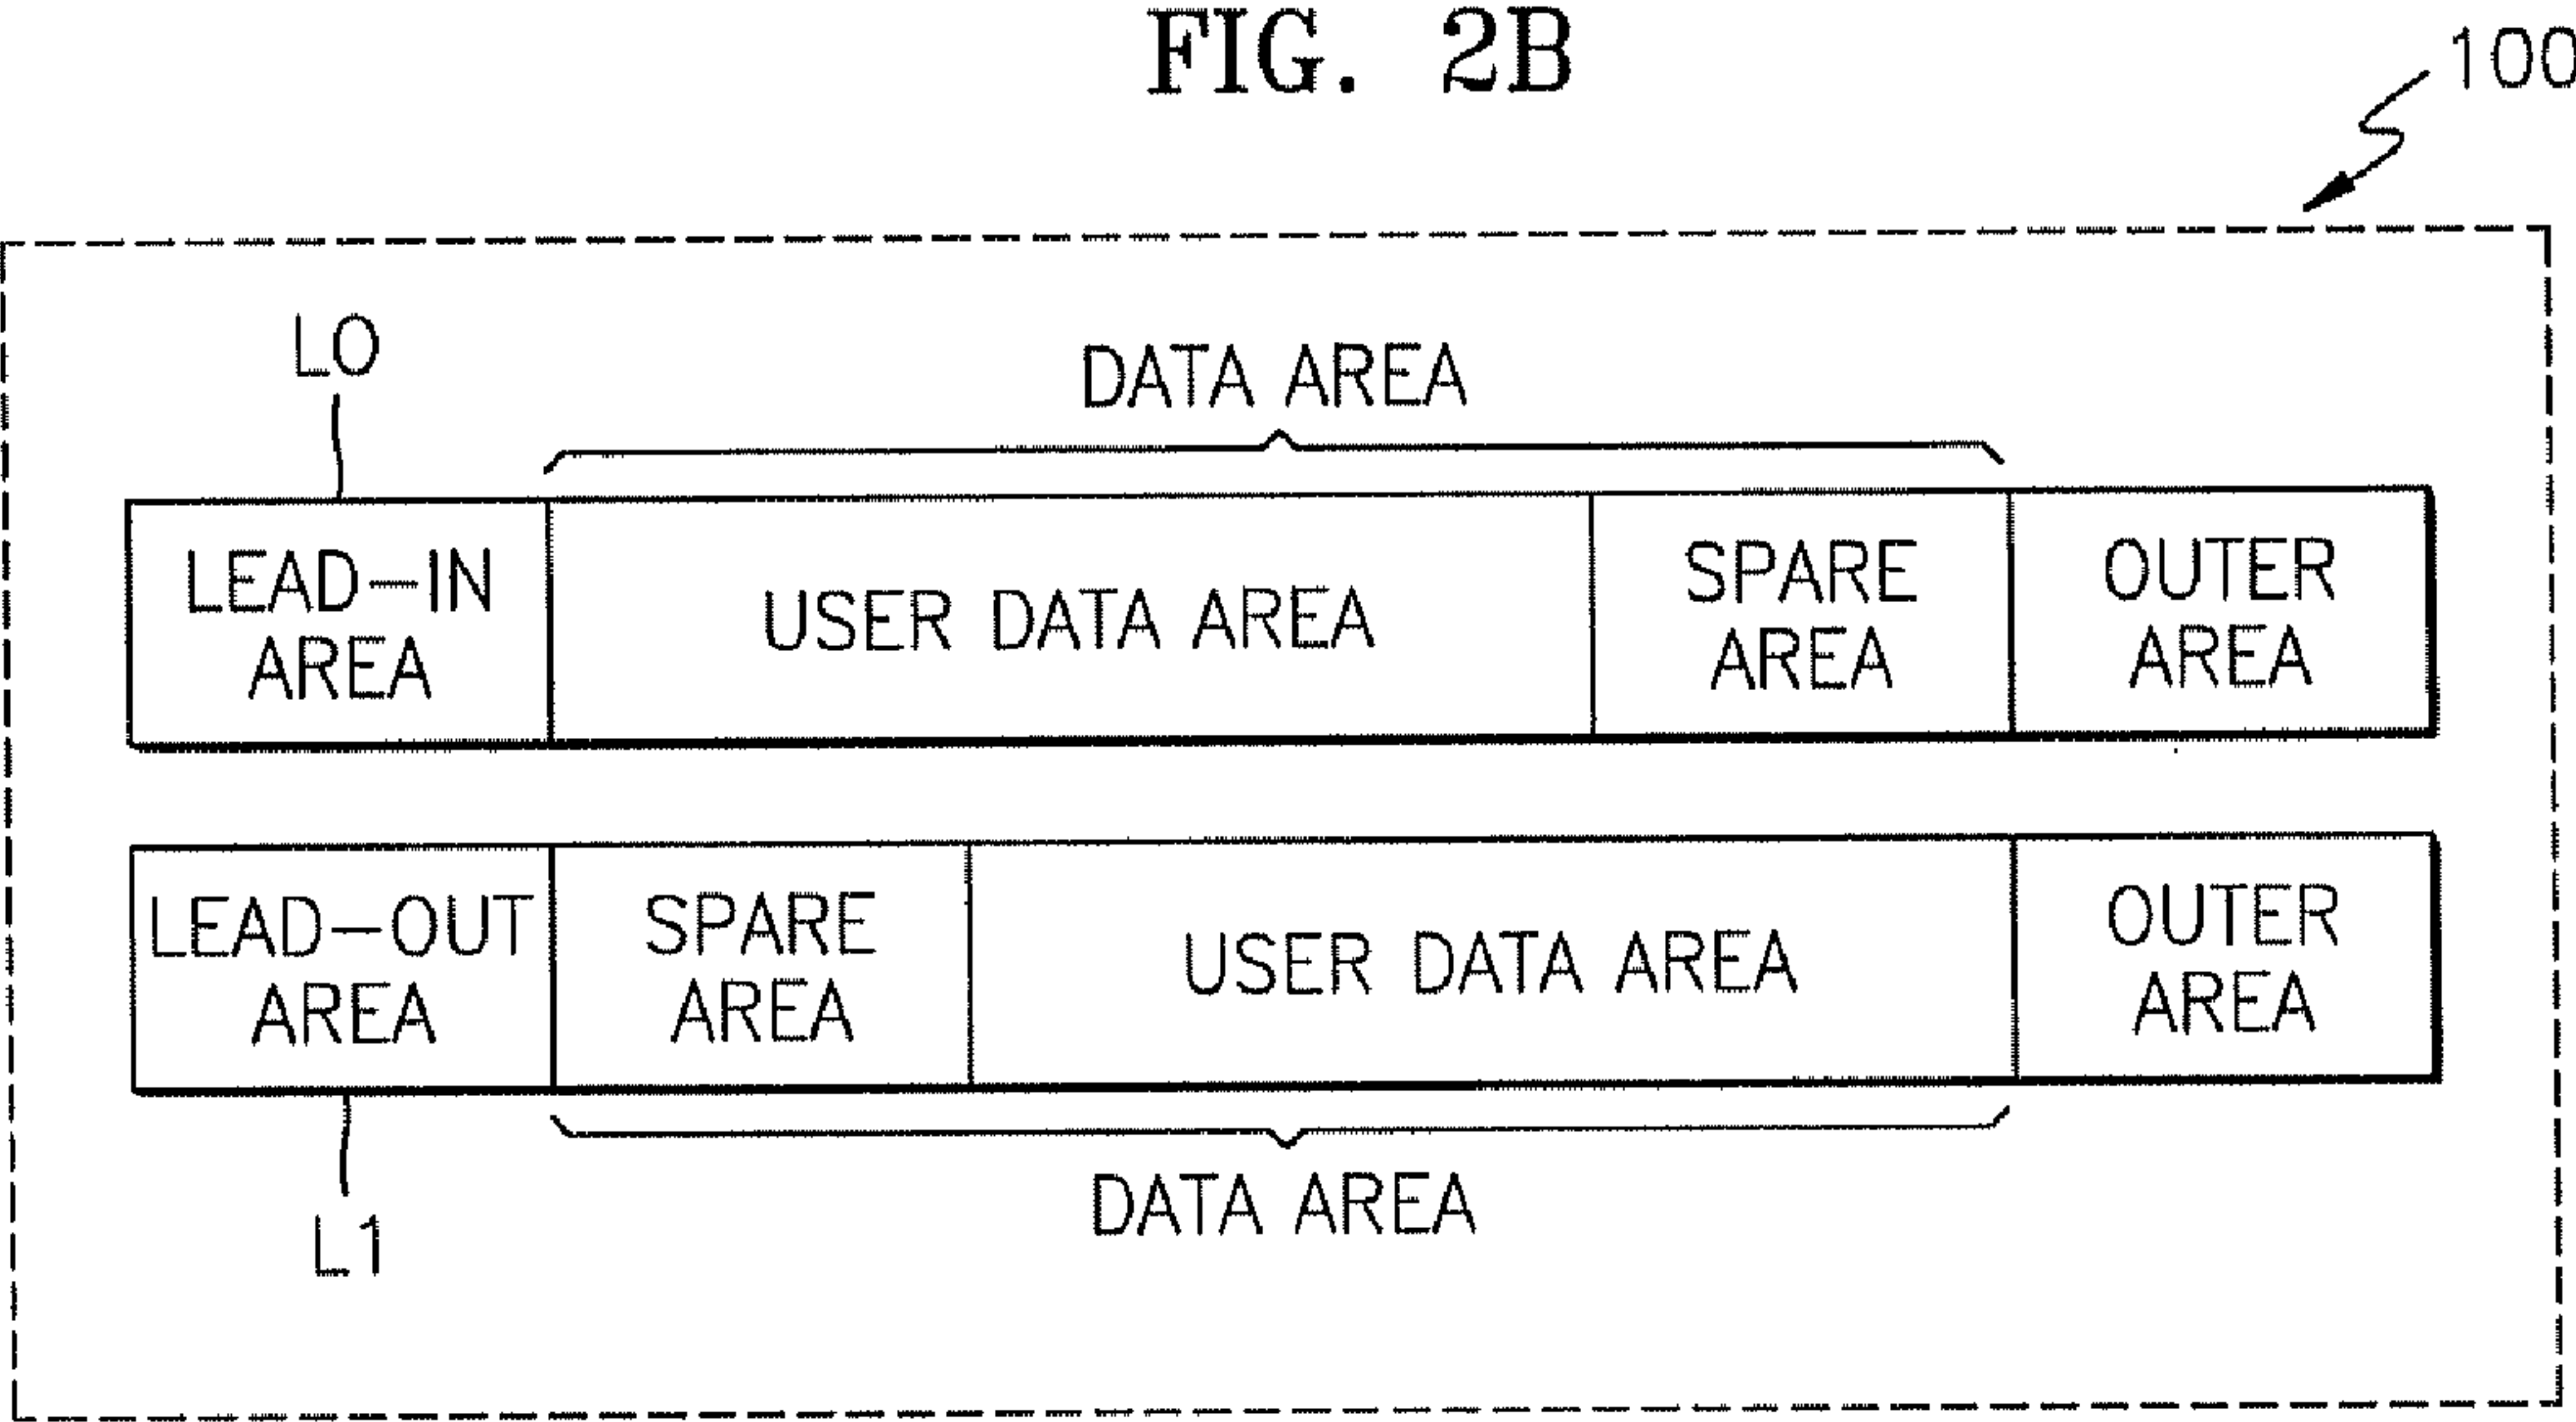 FIG. 2B
100
L0
DATA AREA
LEAD-IN
AREA
USER DATA AREA
SPARE
AREA
OUTER
AREA
LEAD-OUT
AREA
SPARE
AREA
USER DATA AREA
OUTER
AREA
DATA AREA
L1